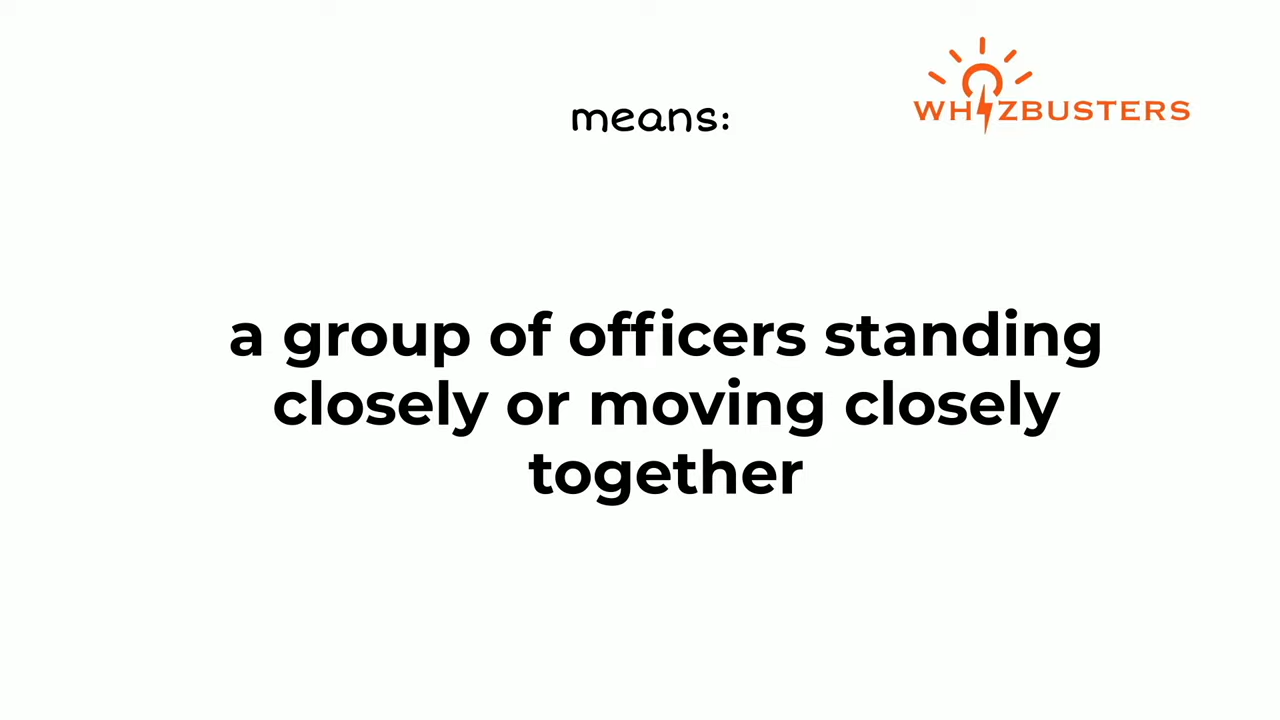 means:
WHIZBUSTERS
a group of officers standing
closely or moving closely
together